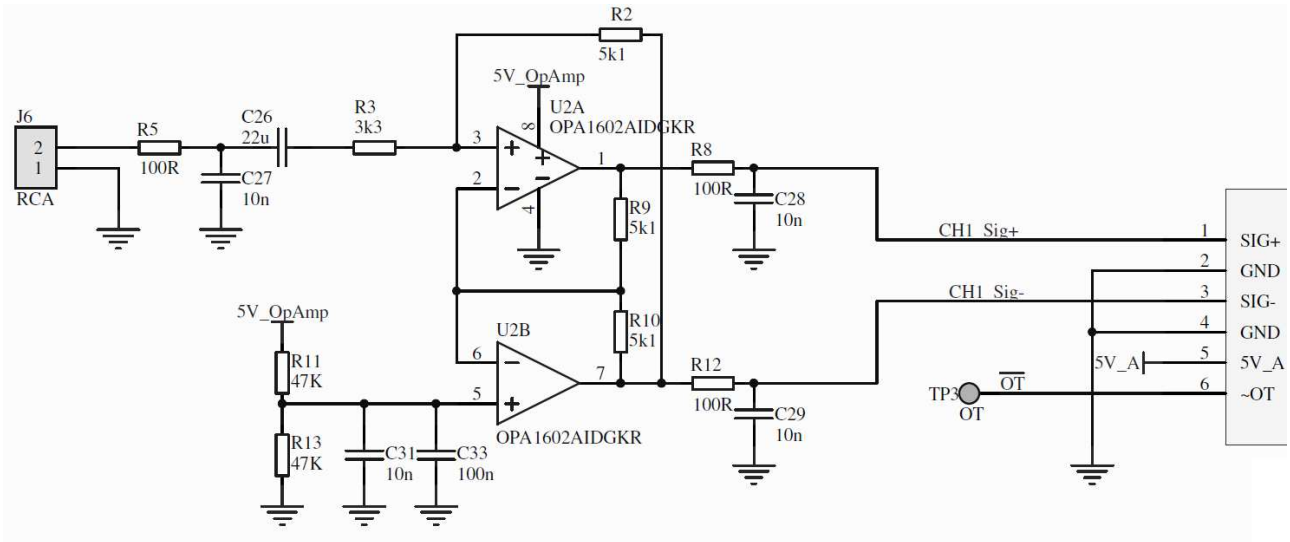 R2
5k1
5V_OpAmp
J6
2
1
RCA
R5
100R
C26
22u
C27
10n
R3
3k3
U2A
OPA1602AIDGKR
8
3
2
1
4
R8
100R
C28
10n
R9
5k1
CH1_Sig+
1
SIG+
2
GND
CH1_Sig-
3
SIG-
4
GND
5V_A
5
5V_A
TP3
OT
OT
6
~OT
5V_OpAmp
R11
47K
R13
47K
C31
10n
C33
100n
U2B
6
5
7
OPA1602AIDGKR
R10
5k1
R12
100R
C29
10n